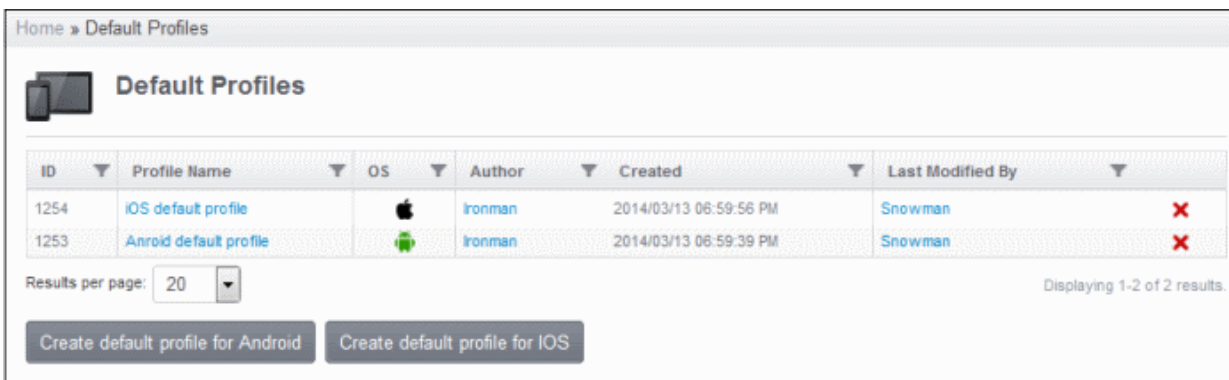 Home » Default Profiles
Default Profiles
ID Profile Name OS Author Created Last Modified By
1254 iOS default profile Ironman 2014/03/13 06:59:56 PM Snowman
1253 Anroid default profile Ironman 2014/03/13 06:59:39 PM Snowman
Results per page: 20 Displaying 1-2 of 2 results.
Create default profile for Android Create default profile for IOS